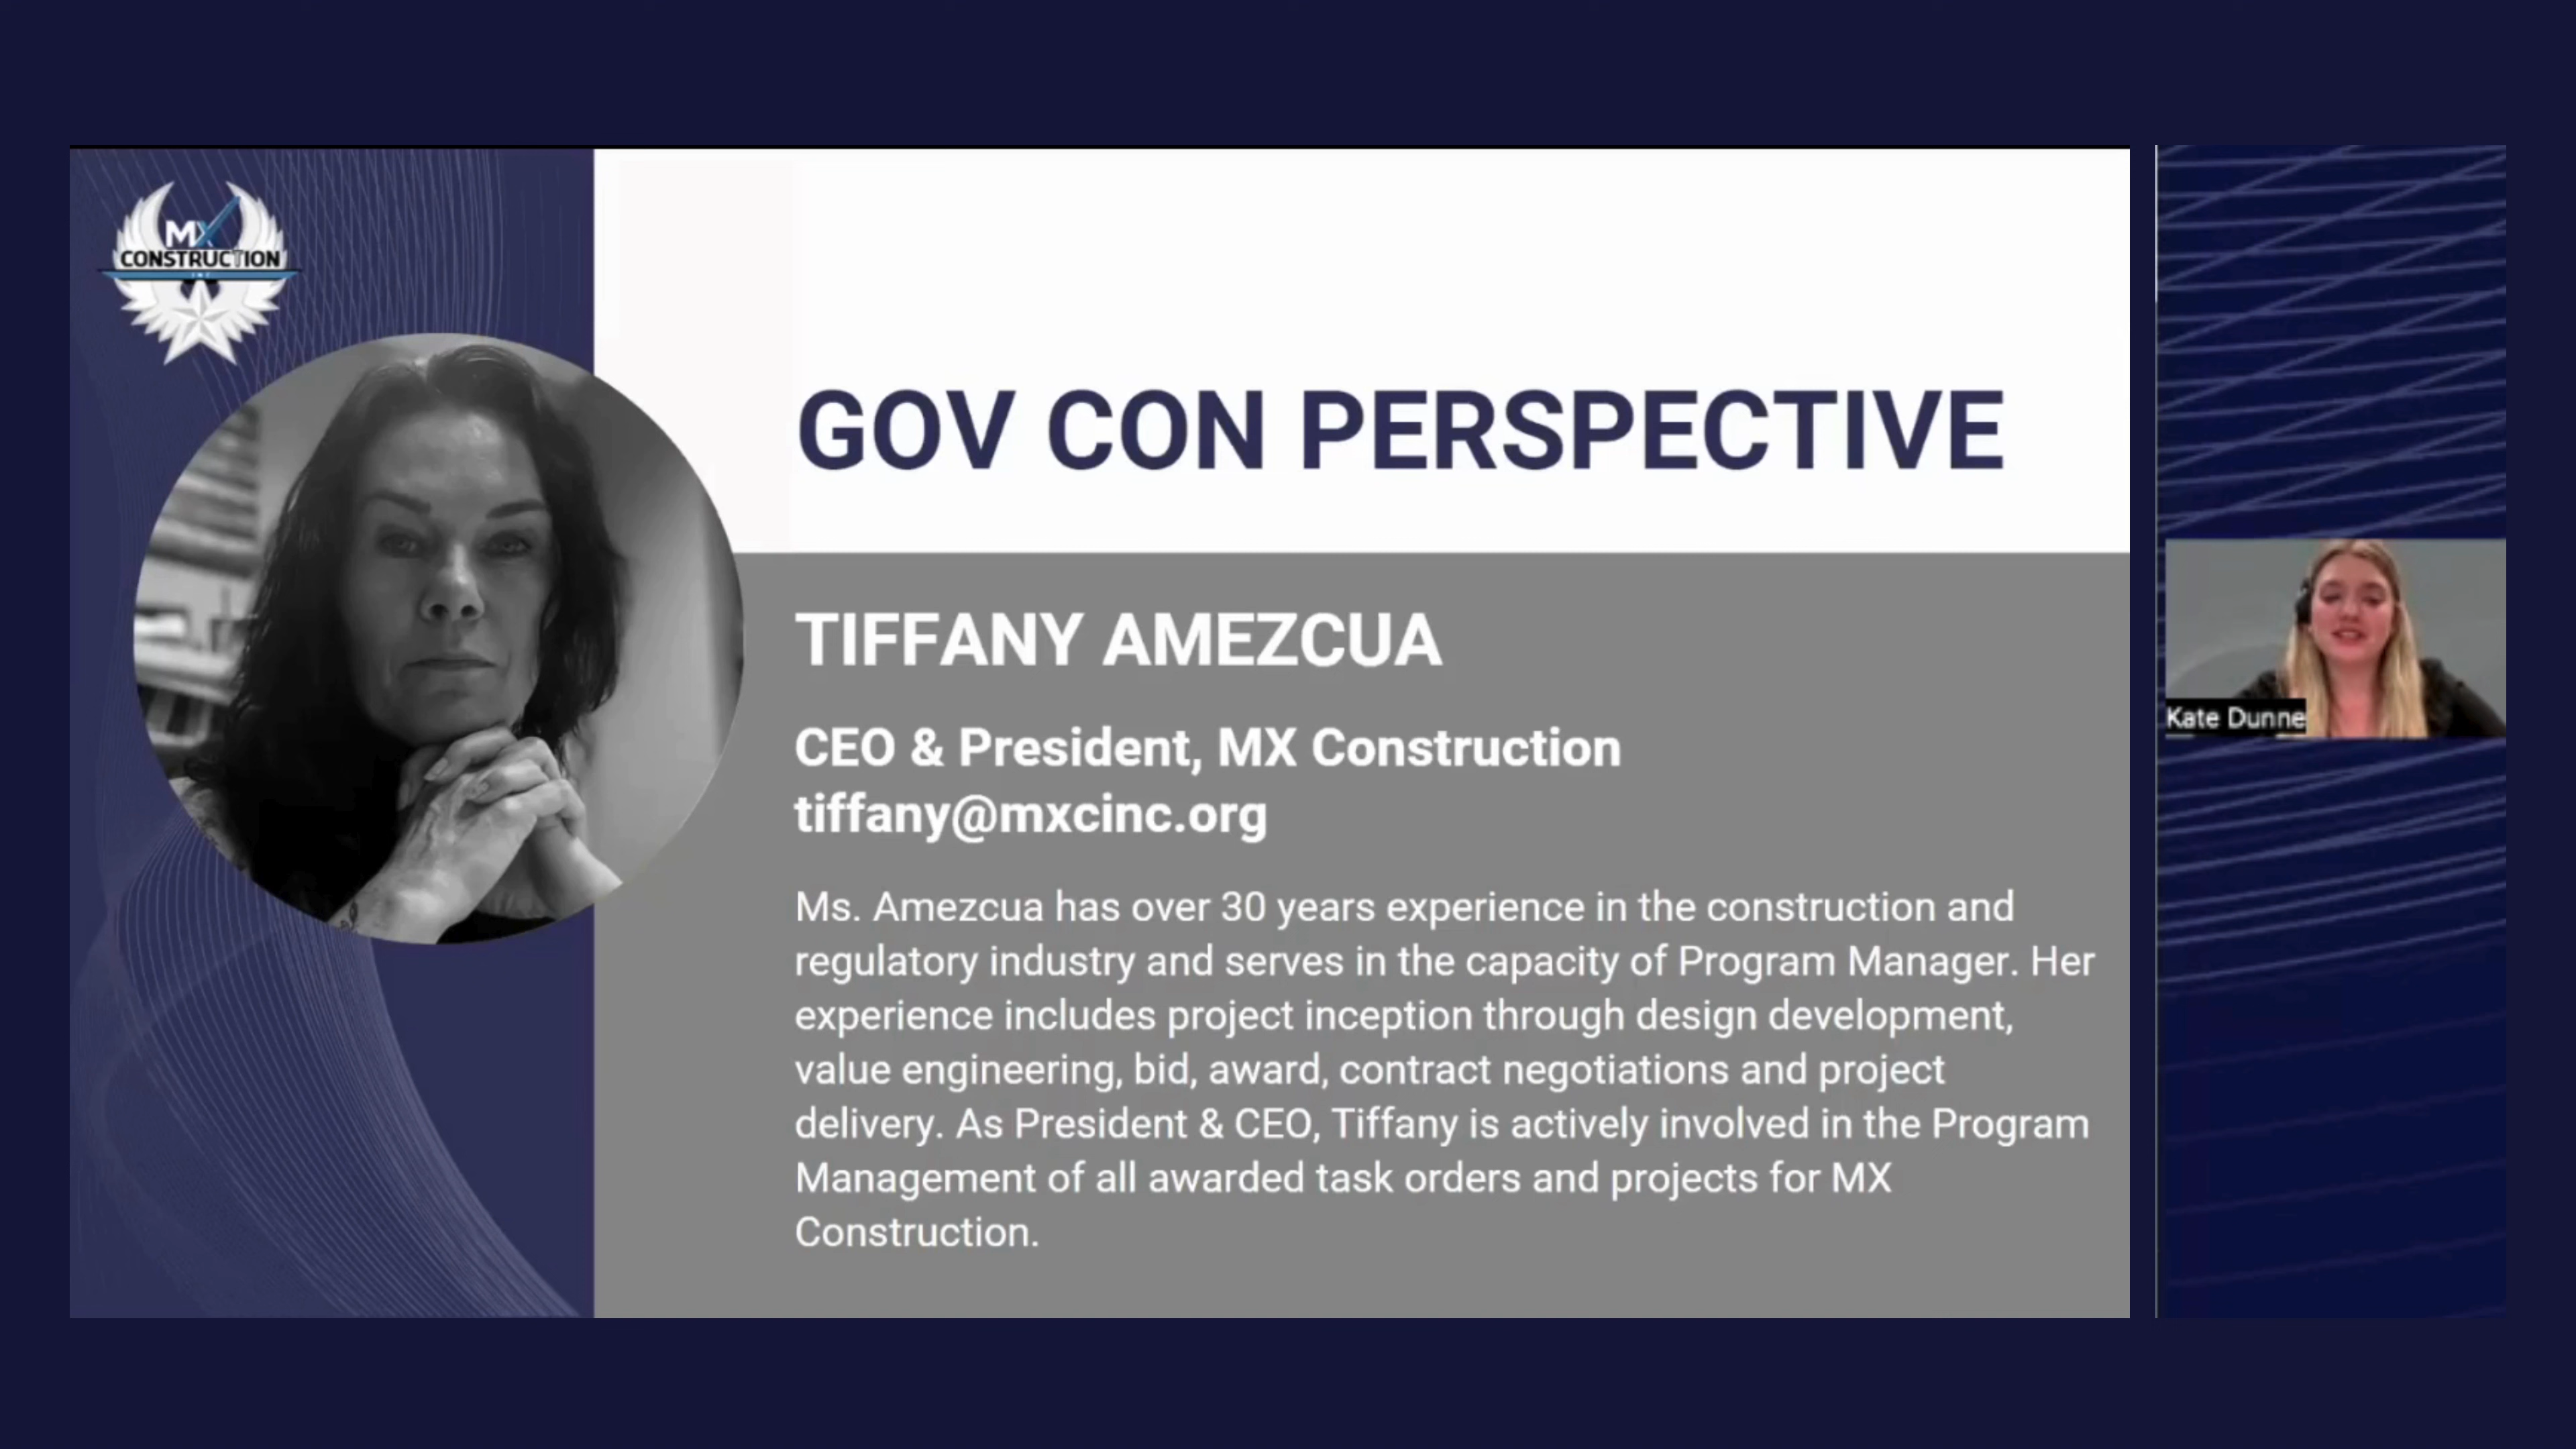 MX
CONSTRUCTION
INC
GOV CON PERSPECTIVE
TIFFANY AMEZCUA
CEO & President, MX Construction
tiffany@mxcinc.org
Ms. Amezcua has over 30 years experience in the construction and
regulatory industry and serves in the capacity of Program Manager. Her
experience includes project inception through design development,
value engineering, bid, award, contract negotiations and project
delivery. As President & CEO, Tiffany is actively involved in the Program
Management of all awarded task orders and projects for MX
Construction.
Kate Dunne